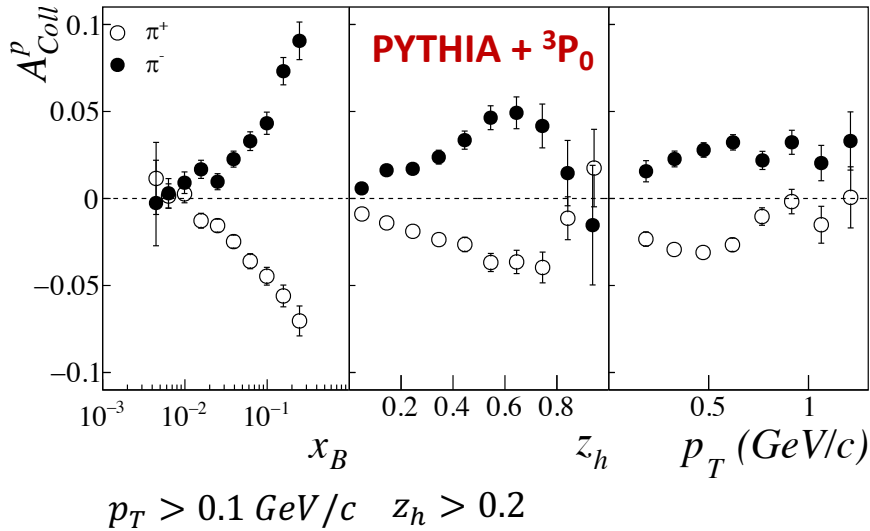 A^p_Coll
0.1
0.05
0
−0.05
−0.1
π⁺
π⁻
PYTHIA + ³P₀
10⁻³ 10⁻² 10⁻¹
0.2 0.4 0.6 0.8
0.5 1
x_B
z_h
p_T (GeV/c)
p_T > 0.1 GeV/c z_h > 0.2